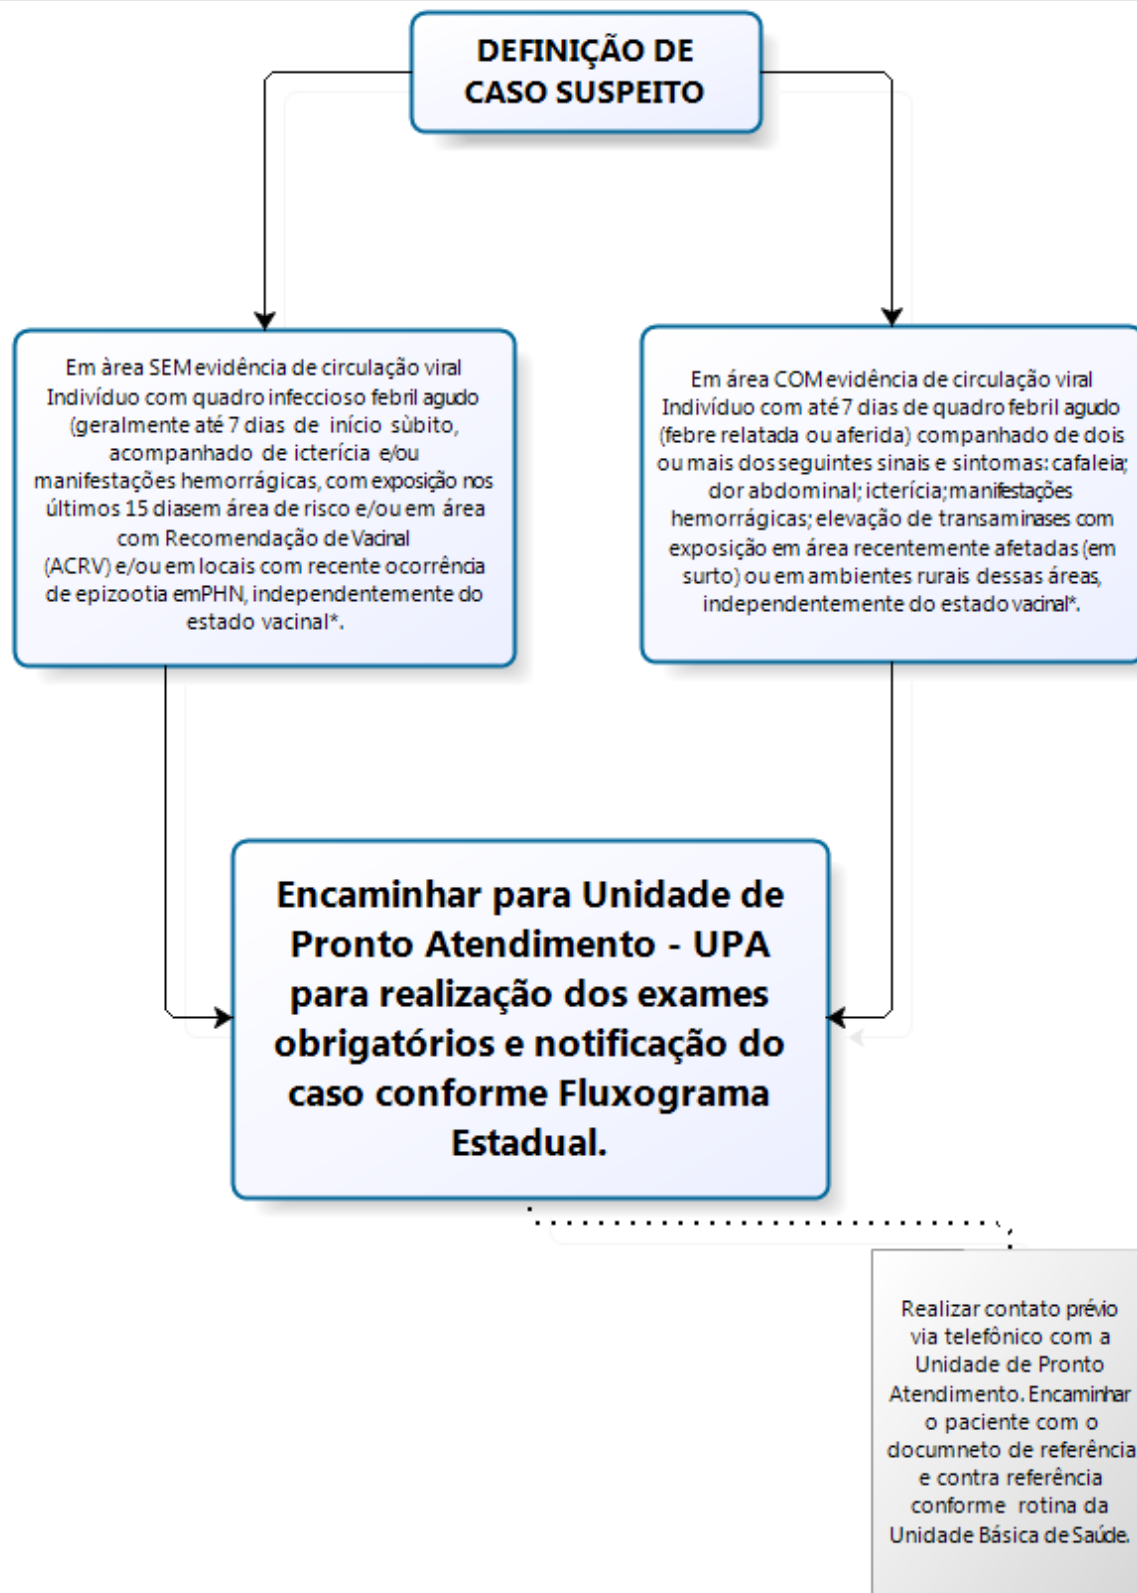 DEFINIÇÃO DE
CASO SUSPEITO
Em àrea SEM evidência de circulação viral
Indivíduo com quadro infeccioso febril agudo
(geralmente até 7 dias de início sùbito,
acompanhado de icterícia e/ou
manifestações hemorrágicas, com exposição nos
últimos 15 diasem área de risco e/ou em área
com Recomendação de Vacinal
(ACRV) e/ou em locais com recente ocorrência
de epizootia emPHN, independentemente do
estado vacinal*.
Em área COM evidência de circulação viral
Indivíduo com até 7 dias de quadro febril agudo
(febre relatada ou aferida) companhado de dois
ou mais dos seguintes sinais e sintomas: cafaleia;
dor abdominal; icterícia; manifestações
hemorrágicas; elevação de transaminases com
exposição em área recentemente afetadas (em
surto) ou em ambientes rurais dessas áreas,
independentemente do estado vacinal*.
Encaminhar para Unidade de
Pronto Atendimento - UPA
para realização dos exames
obrigatórios e notificação do
caso conforme Fluxograma
Estadual.
Realizar contato prévio
via telefônico com a
Unidade de Pronto
Atendimento. Encaminhar
o paciente com o
documneto de referência
e contra referência
conforme rotina da
Unidade Básica de Saúde.